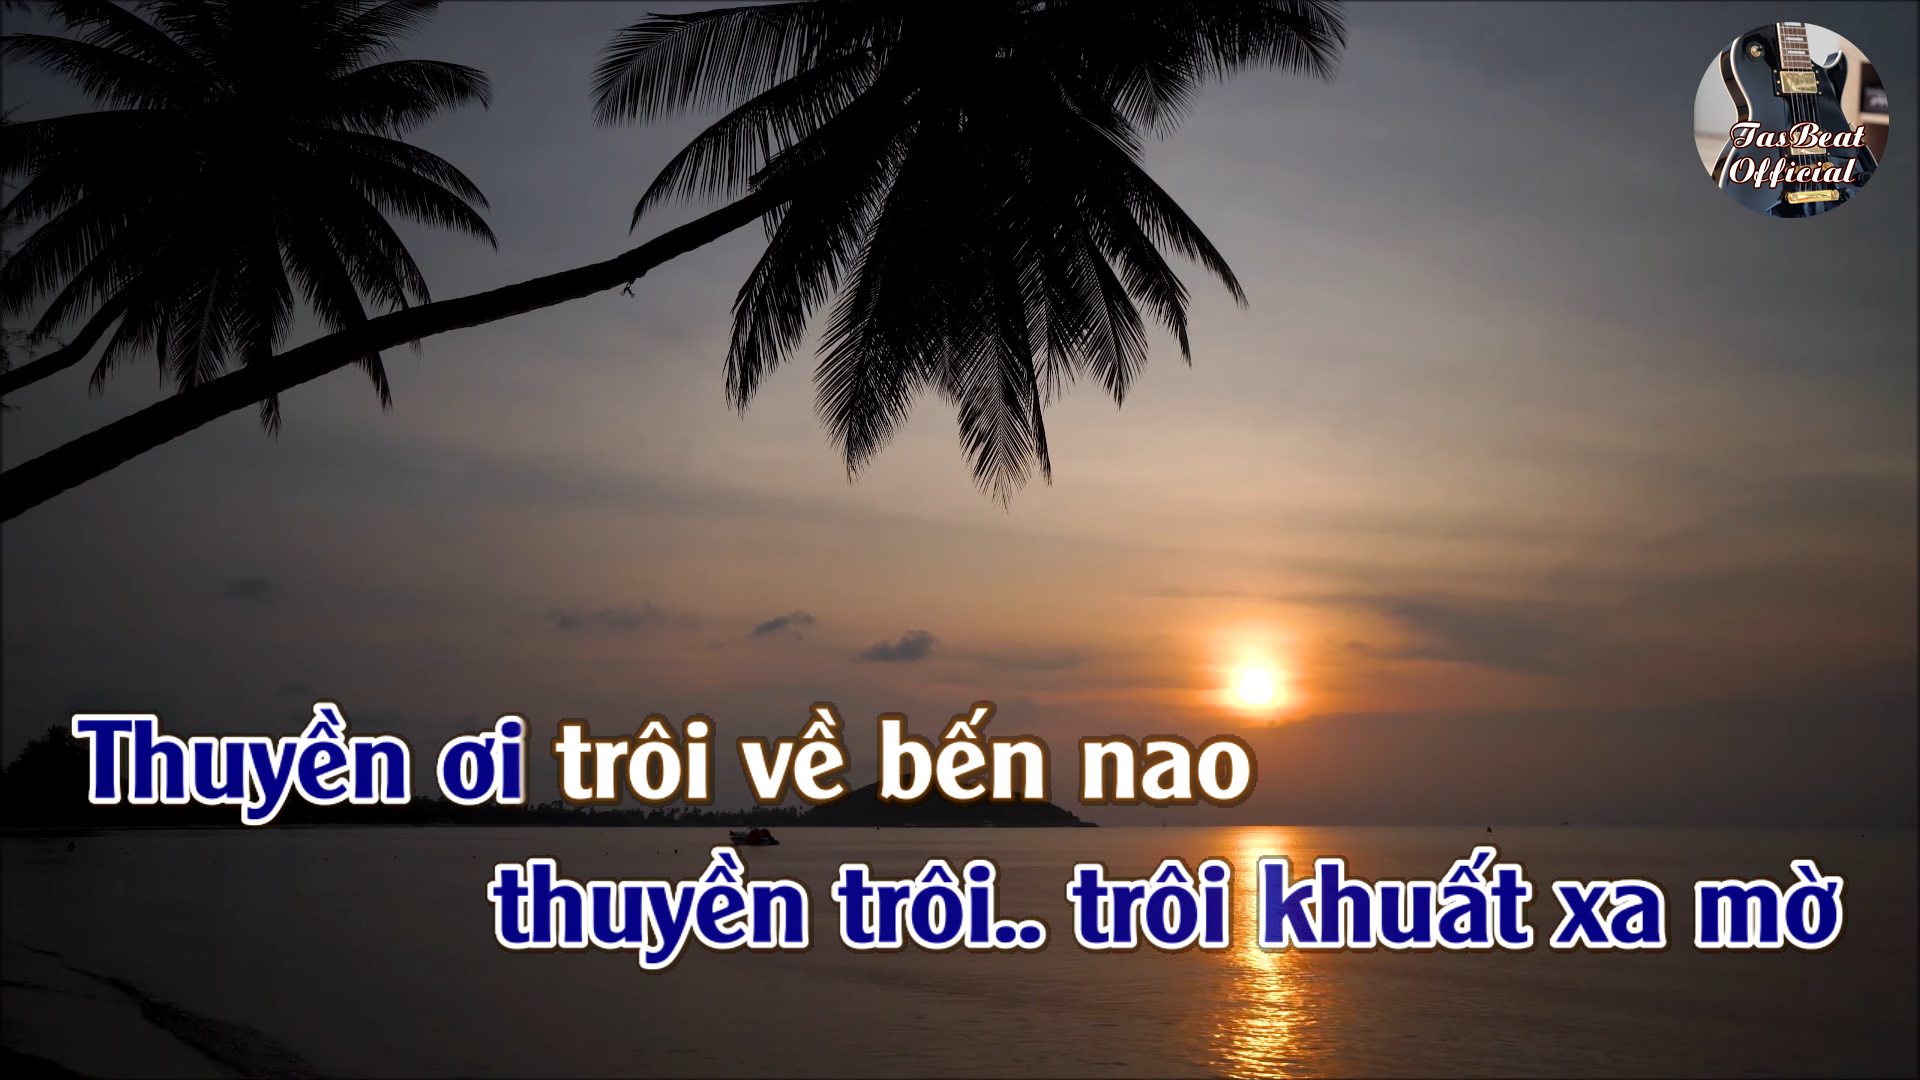 TasBeat
Official
Thuyền ơi trôi về bến nao
thuyền trôi.. trôi khuất xa mờ